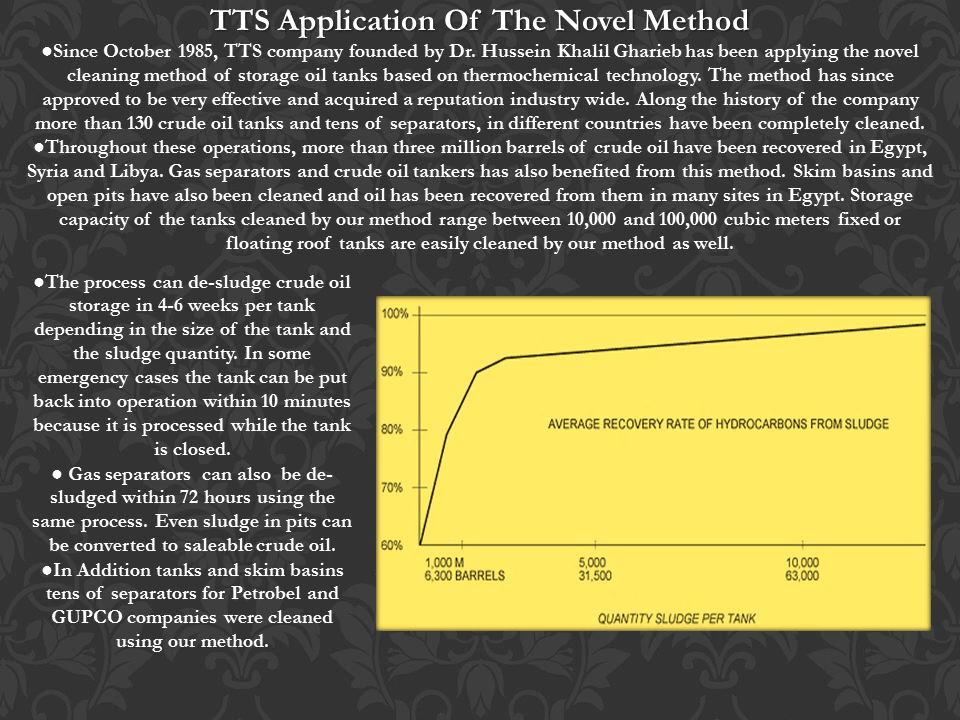 TTS Application Of The Novel Method
●Since October 1985, TTS company founded by Dr. Hussein Khalil Gharieb has been applying the novel
cleaning method of storage oil tanks based on thermochemical technology. The method has since
approved to be very effective and acquired a reputation industry wide. Along the history of the company
more than 130 crude oil tanks and tens of separators, in different countries have been completely cleaned.
●Throughout these operations, more than three million barrels of crude oil have been recovered in Egypt,
Syria and Libya. Gas separators and crude oil tankers has also benefited from this method. Skim basins and
open pits have also been cleaned and oil has been recovered from them in many sites in Egypt. Storage
capacity of the tanks cleaned by our method range between 10,000 and 100,000 cubic meters fixed or
floating roof tanks are easily cleaned by our method as well.
●The process can de-sludge crude oil
storage in 4-6 weeks per tank
depending in the size of the tank and
the sludge quantity. In some
emergency cases the tank can be put
back into operation within 10 minutes
because it is processed while the tank
is closed.
● Gas separators can also be de-
sludged within 72 hours using the
same process. Even sludge in pits can
be converted to saleable crude oil.
●In Addition tanks and skim basins
tens of separators for Petrobel and
GUPCO companies were cleaned
using our method.
100%
90%
80%
70%
60%
AVERAGE RECOVERY RATE OF HYDROCARBONS FROM SLUDGE
1,000 M 5,000 10,000
6,300 BARRELS 31,500 63,000
QUANTITY SLUDGE PER TANK